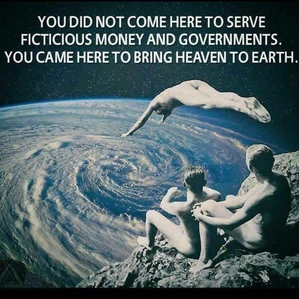 YOU DID NOT COME HERE TO SERVE
FICTICIOUS MONEY AND GOVERNMENTS.
YOU CAME HERE TO BRING HEAVEN TO EARTH.